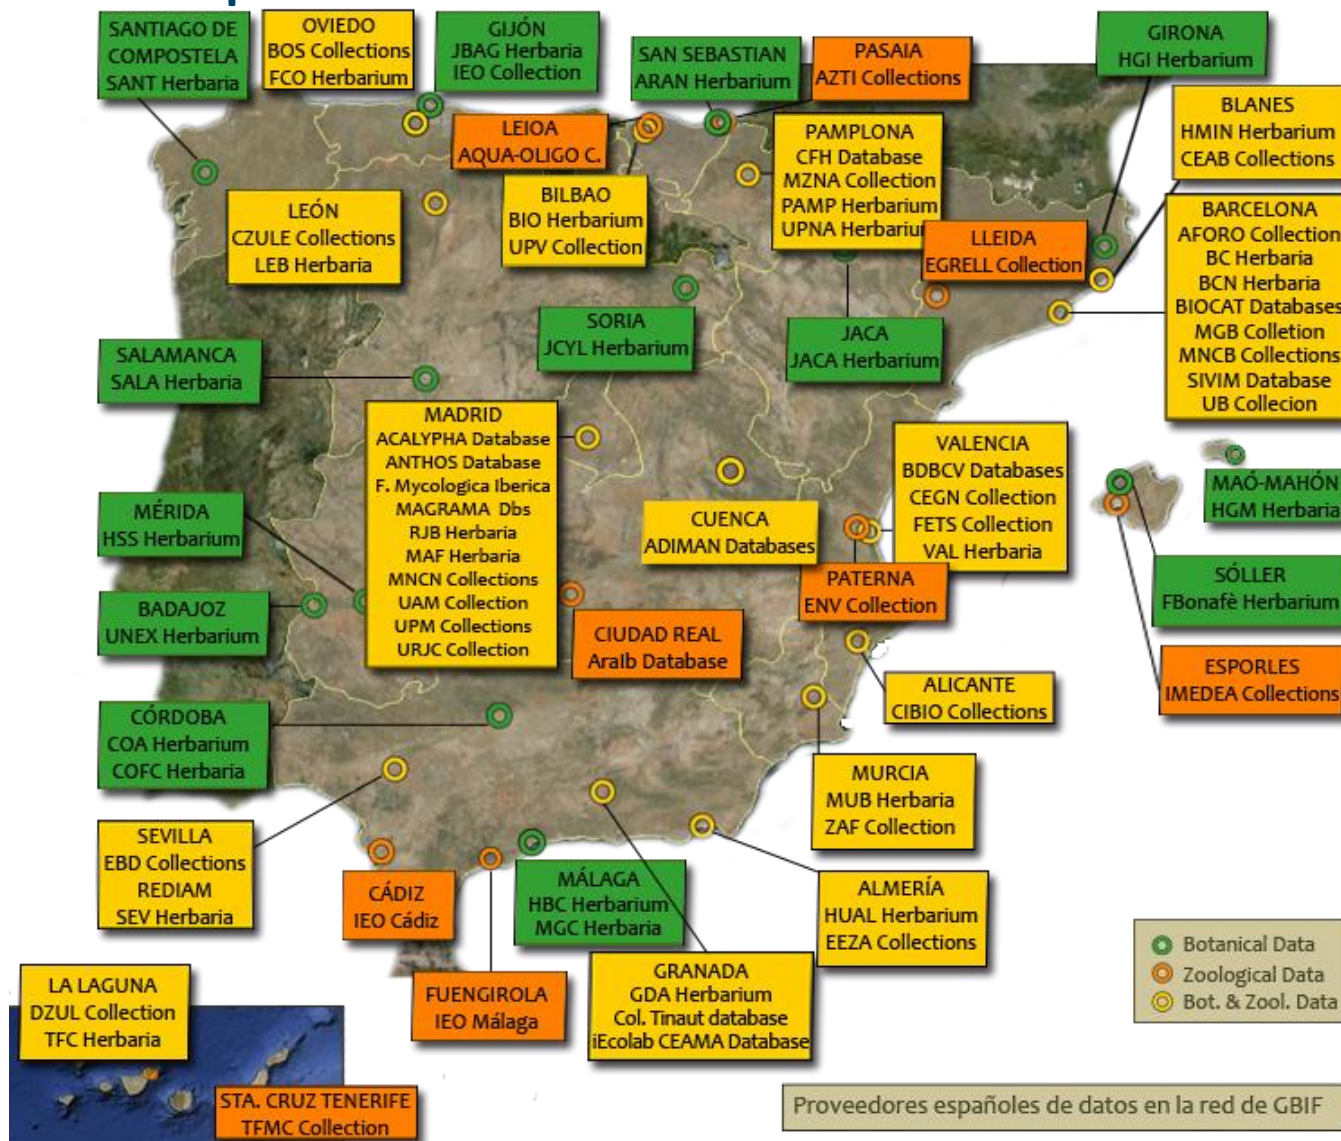 SANTIAGO DE
COMPOSTELA
SANT Herbaria
OVIEDO
BOS Collections
FCO Herbarium
GIJÓN
JBAG Herbaria
IEO Collection
SAN SEBASTIAN
ARAN Herbarium
PASAIA
AZTI Collections
GIRONA
HGI Herbarium
BLANES
HMIN Herbarium
CEAB Collections
LEIOA
AQUA-OLIGO C.
PAMPLONA
CFH Database
MZNA Collection
PAMP Herbarium
UPNA Herbarium
BILBAO
BIO Herbarium
UPV Collection
LEÓN
CZULE Collections
LEB Herbaria
LLEIDA
EGRELL Collection
BARCELONA
AFORO Collection
BC Herbaria
BCN Herbaria
BIOCAT Databases
MGB Colletion
MNCB Collections
SIVIM Database
UB Collecion
SORIA
JCYL Herbarium
JACA
JACA Herbarium
SALAMANCA
SALA Herbaria
MADRID
ACALYPHA Database
ANTHOS Database
F. Mycologica Iberica
MAGRAMA Dbs
RJB Herbaria
MAF Herbaria
MNCN Collections
UAM Collection
UPM Collections
URJC Collection
VALENCIA
BDBCV Databases
CEGN Collection
FETS Collection
VAL Herbaria
MAÓ-MAHÓN
HGM Herbaria
MÉRIDA
HSS Herbarium
CUENCA
ADIMAN Databases
PATERNA
ENV Collection
SÓLLER
FBonafè Herbarium
BADAJOZ
UNEX Herbarium
CIUDAD REAL
AraIb Database
ESPORLES
IMEDEA Collections
ALICANTE
CIBIO Collections
CÓRDOBA
COA Herbarium
COFC Herbaria
MURCIA
MUB Herbaria
ZAF Collection
SEVILLA
EBD Collections
REDIAM
SEV Herbaria
CÁDIZ
IEO Cádiz
MÁLAGA
HBC Herbarium
MGC Herbaria
ALMERÍA
HUAL Herbarium
EEZA Collections
Botanical Data
Zoological Data
Bot. & Zool. Data
LA LAGUNA
DZUL Collection
TFC Herbaria
FUENGIROLA
IEO Málaga
GRANADA
GDA Herbarium
Col. Tinaut database
iEcolab CEAMA Database
STA. CRUZ TENERIFE
TFMC Collection
Proveedores españoles de datos en la red de GBIF